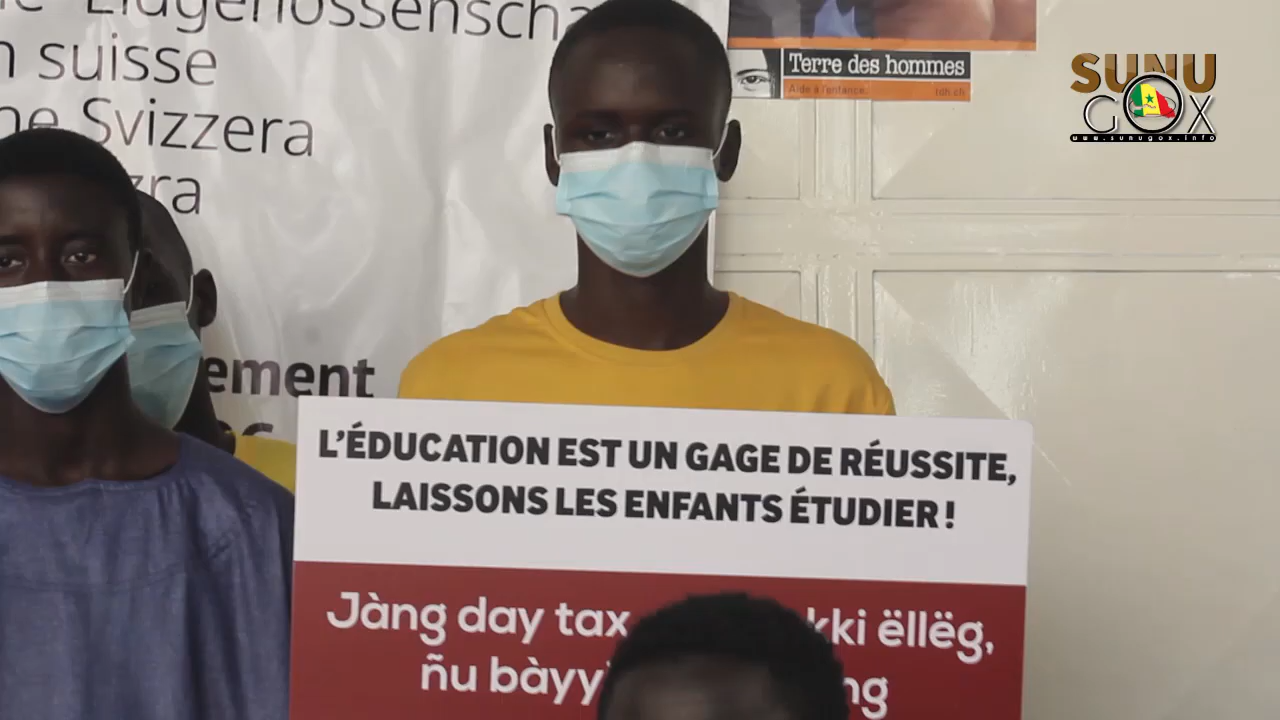 Eidgenossenscha
suisse
Svizzera
zra
ement
Terre des hommes
Aide à l'enfance.
tdh.ch
SUNU
GOX
www.sunugox.info
L'ÉDUCATION EST UN GAGE DE RÉUSSITE,
LAISSONS LES ENFANTS ÉTUDIER !
Jàng day tax kki ëllëg,
ñu bàyy ng